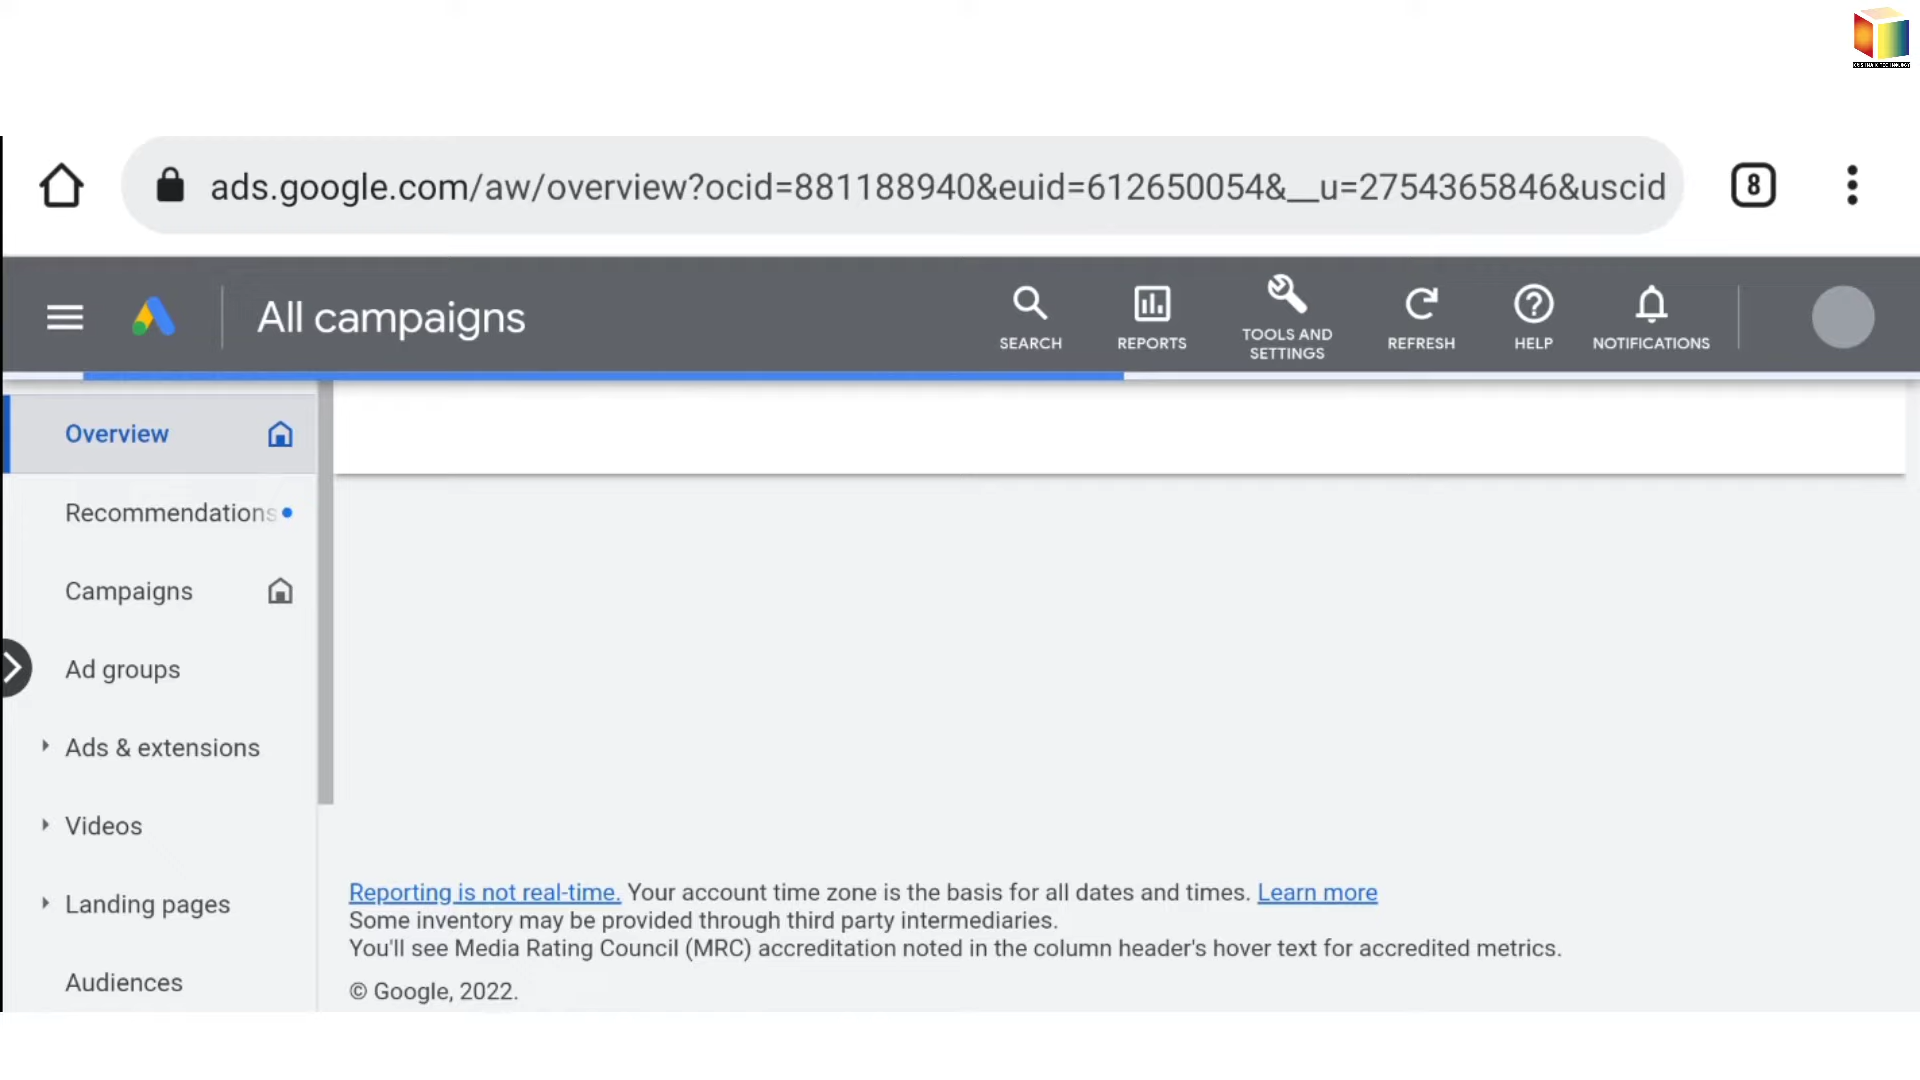 ads.google.com/aw/overview?ocid=881188940&euid=612650054&__u=2754365846&uscid
8
All campaigns
SEARCH
REPORTS
TOOLS AND
SETTINGS
REFRESH
HELP
NOTIFICATIONS
Overview
Recommendations
Campaigns
Ad groups
Ads & extensions
Videos
Landing pages
Audiences
Reporting is not real-time. Your account time zone is the basis for all dates and times. Learn more
Some inventory may be provided through third party intermediaries.
You'll see Media Rating Council (MRC) accreditation noted in the column header's hover text for accredited metrics.
© Google, 2022.